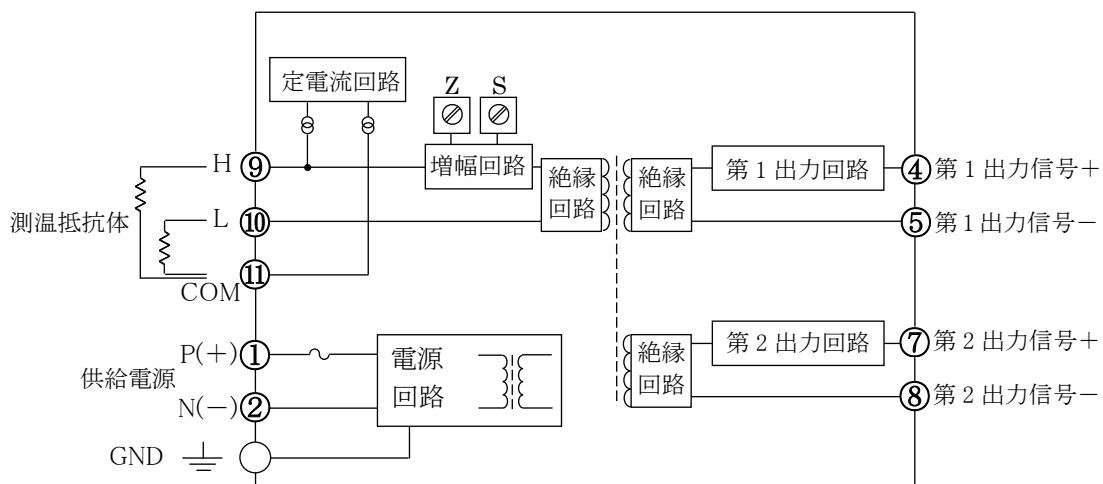 定電流回路
Z
S
H
⑨
増幅回路
絶縁
回路
絶縁
回路
第1出力回路
④
第1出力信号+
測温抵抗体
L
⑩
⑤
第1出力信号−
⑪
COM
P(+)
①
供給電源
N(−)
②
電源
回路
絶縁
回路
第2出力回路
⑦
第2出力信号+
⑧
第2出力信号−
GND